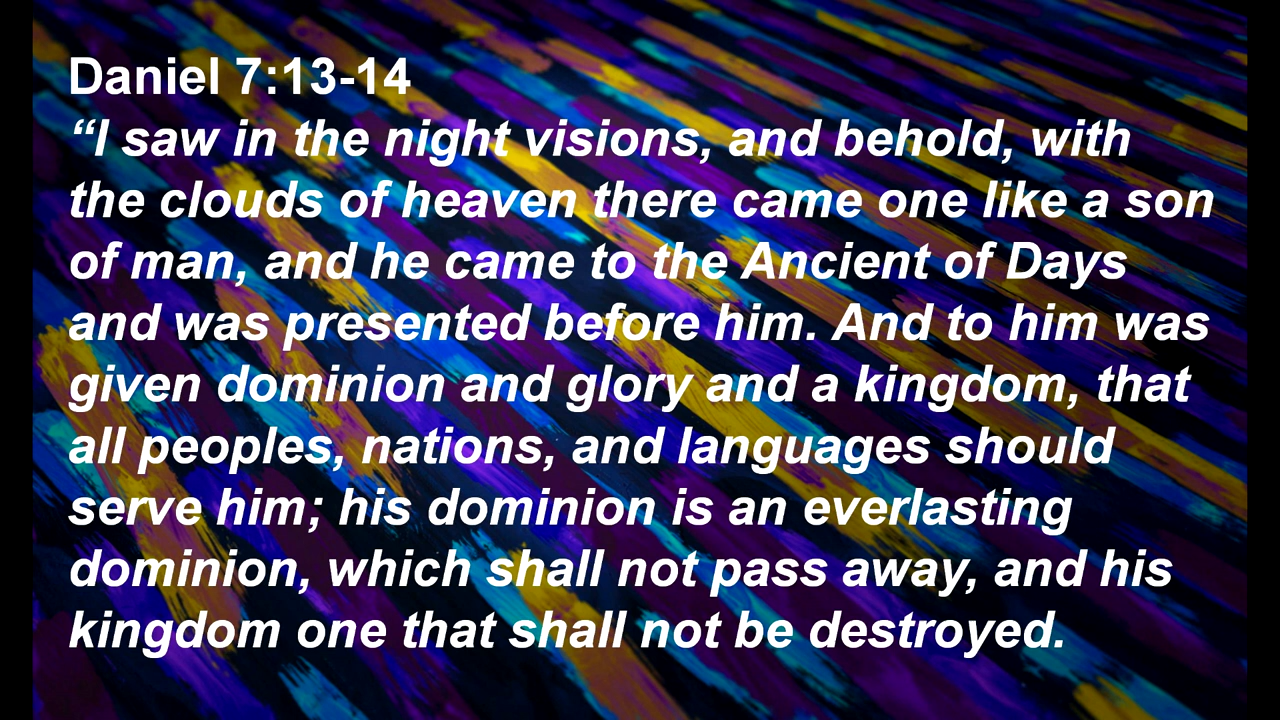 Daniel 7:13-14
“I saw in the night visions, and behold, with
the clouds of heaven there came one like a son
of man, and he came to the Ancient of Days
and was presented before him. And to him was
given dominion and glory and a kingdom, that
all peoples, nations, and languages should
serve him; his dominion is an everlasting
dominion, which shall not pass away, and his
kingdom one that shall not be destroyed.